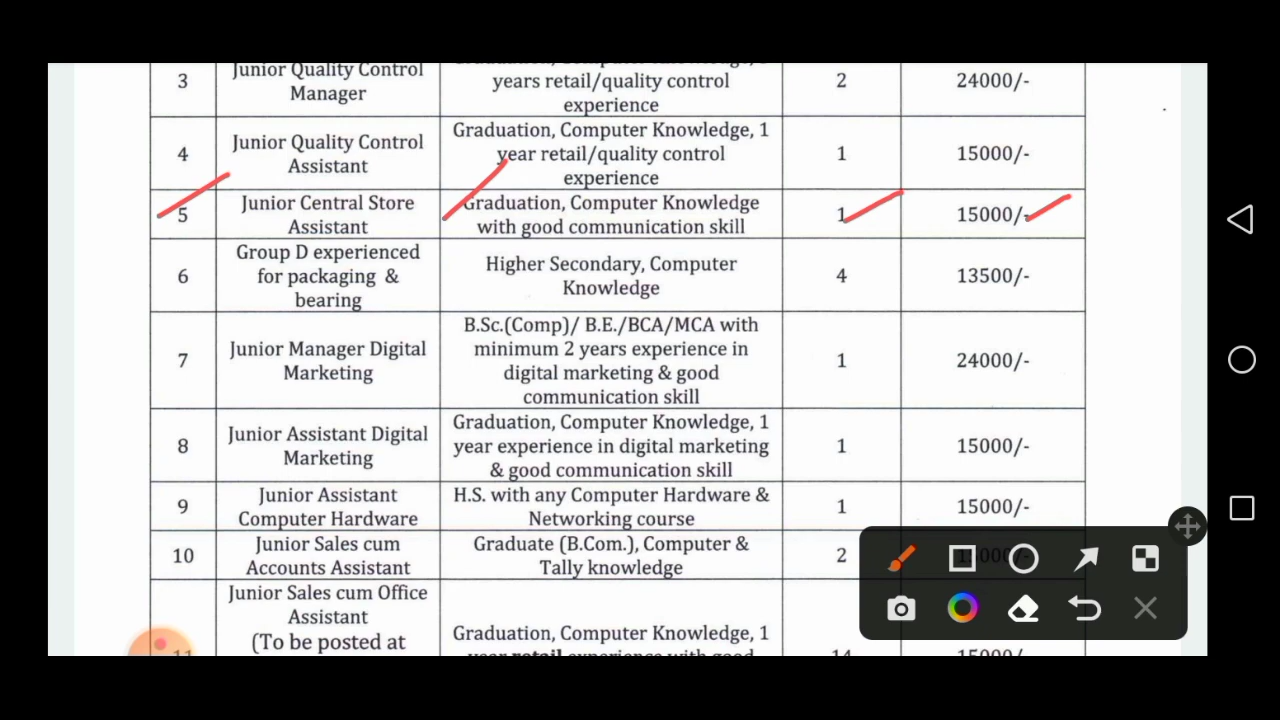 3
Junior Quality Control
Manager
years retail/quality control
experience
2
24000/-
4
Junior Quality Control
Assistant
Graduation, Computer Knowledge, 1
year retail/quality control
experience
1
15000/-
5
Junior Central Store
Assistant
Graduation, Computer Knowledge
with good communication skill
1
15000/-
6
Group D experienced
for packaging &
bearing
Higher Secondary, Computer
Knowledge
4
13500/-
7
Junior Manager Digital
Marketing
B.Sc.(Comp)/ B.E./BCA/MCA with
minimum 2 years experience in
digital marketing & good
communication skill
1
24000/-
8
Junior Assistant Digital
Marketing
Graduation, Computer Knowledge, 1
year experience in digital marketing
& good communication skill
1
15000/-
9
Junior Assistant
Computer Hardware
H.S. with any Computer Hardware &
Networking course
1
15000/-
10
Junior Sales cum
Accounts Assistant
Graduate (B.Com.), Computer &
Tally knowledge
2
Junior Sales cum Office
Assistant
(To be posted at
Graduation, Computer Knowledge, 1
year retail experience with good